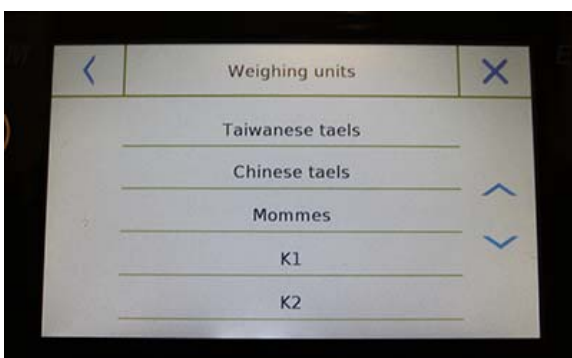 Weighing units
Taiwanese taels
Chinese taels
Mommes
K1
K2